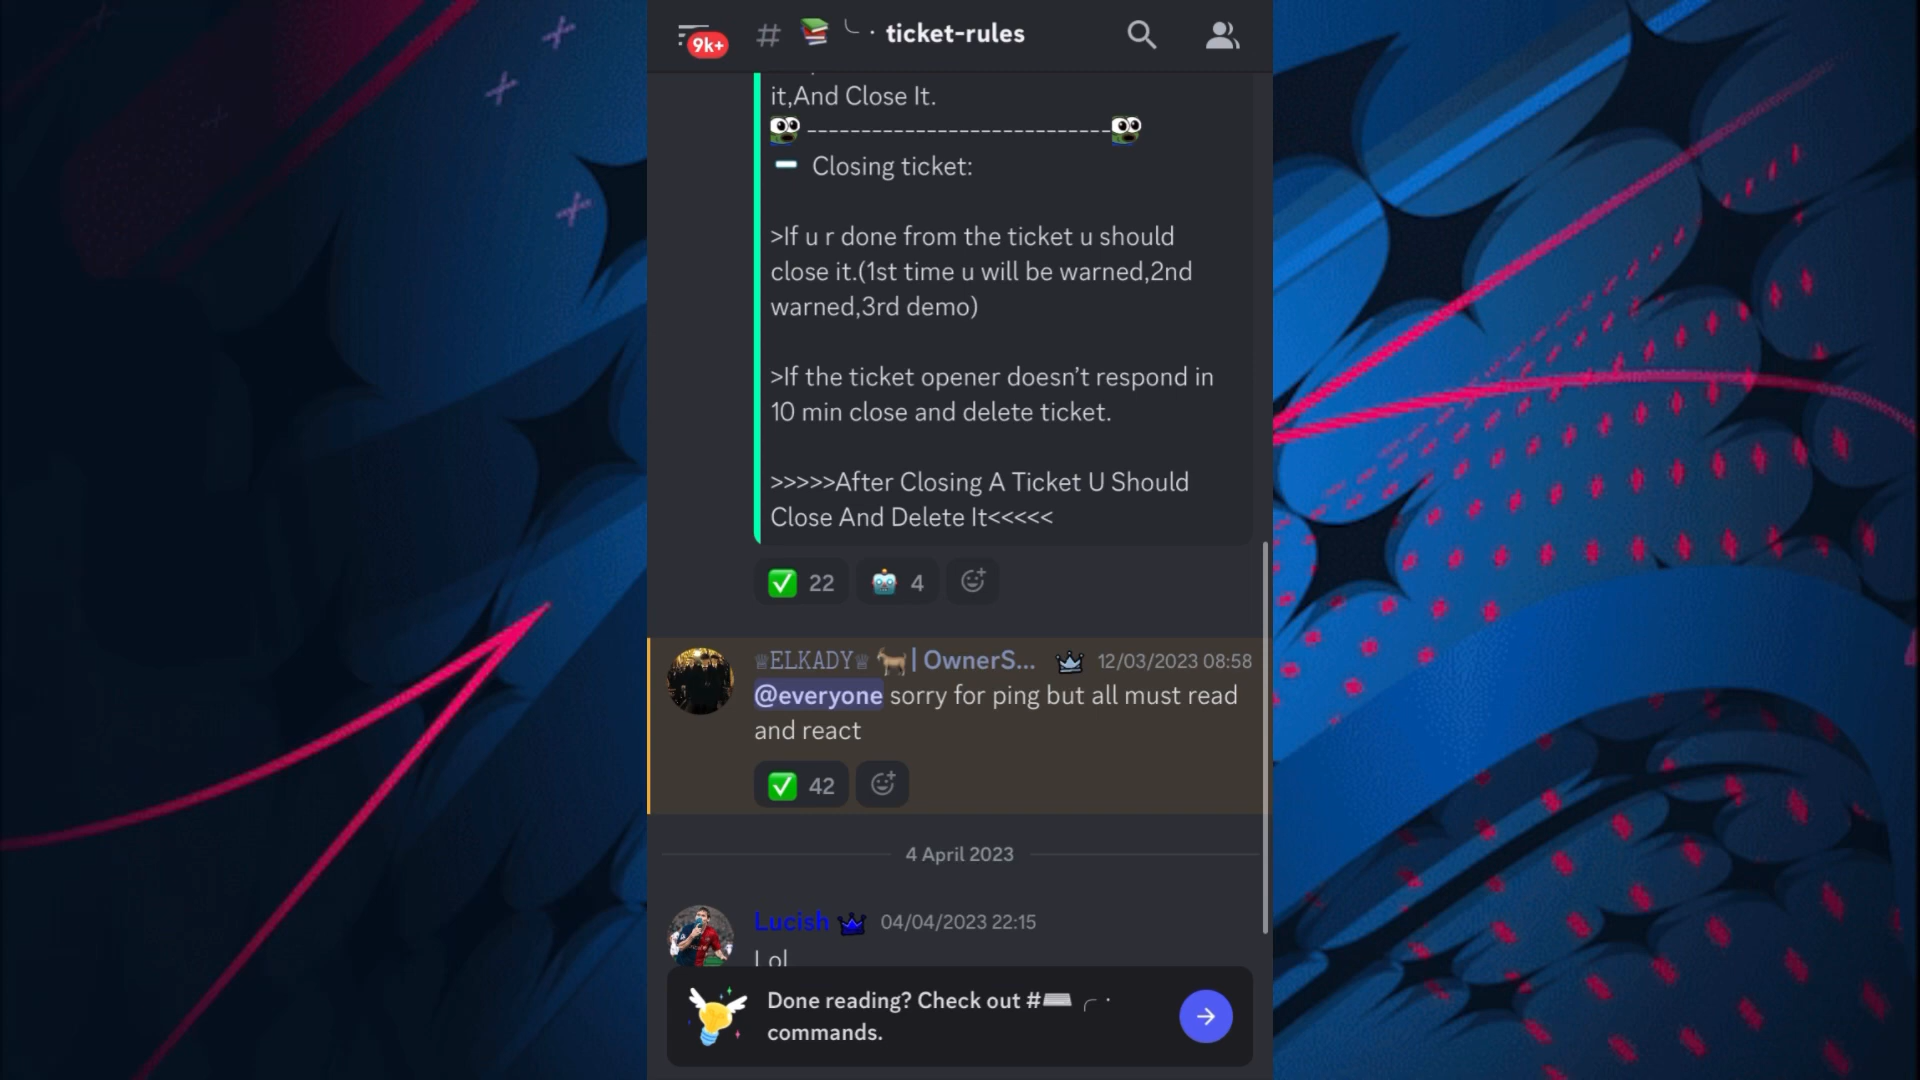 9k+
# ticket-rules
it,And Close It.
---------------------------
Closing ticket:
>If u r done from the ticket u should
close it.(1st time u will be warned,2nd
warned,3rd demo)
>If the ticket opener doesn’t respond in
10 min close and delete ticket.
>>>>>After Closing A Ticket U Should
Close And Delete It<<<<<
22 4
♕ELKADY♕ | OwnerS... 12/03/2023 08:58
@everyone sorry for ping but all must read
and react
42
4 April 2023
Lucish 04/04/2023 22:15
Lol
Done reading? Check out #
commands.